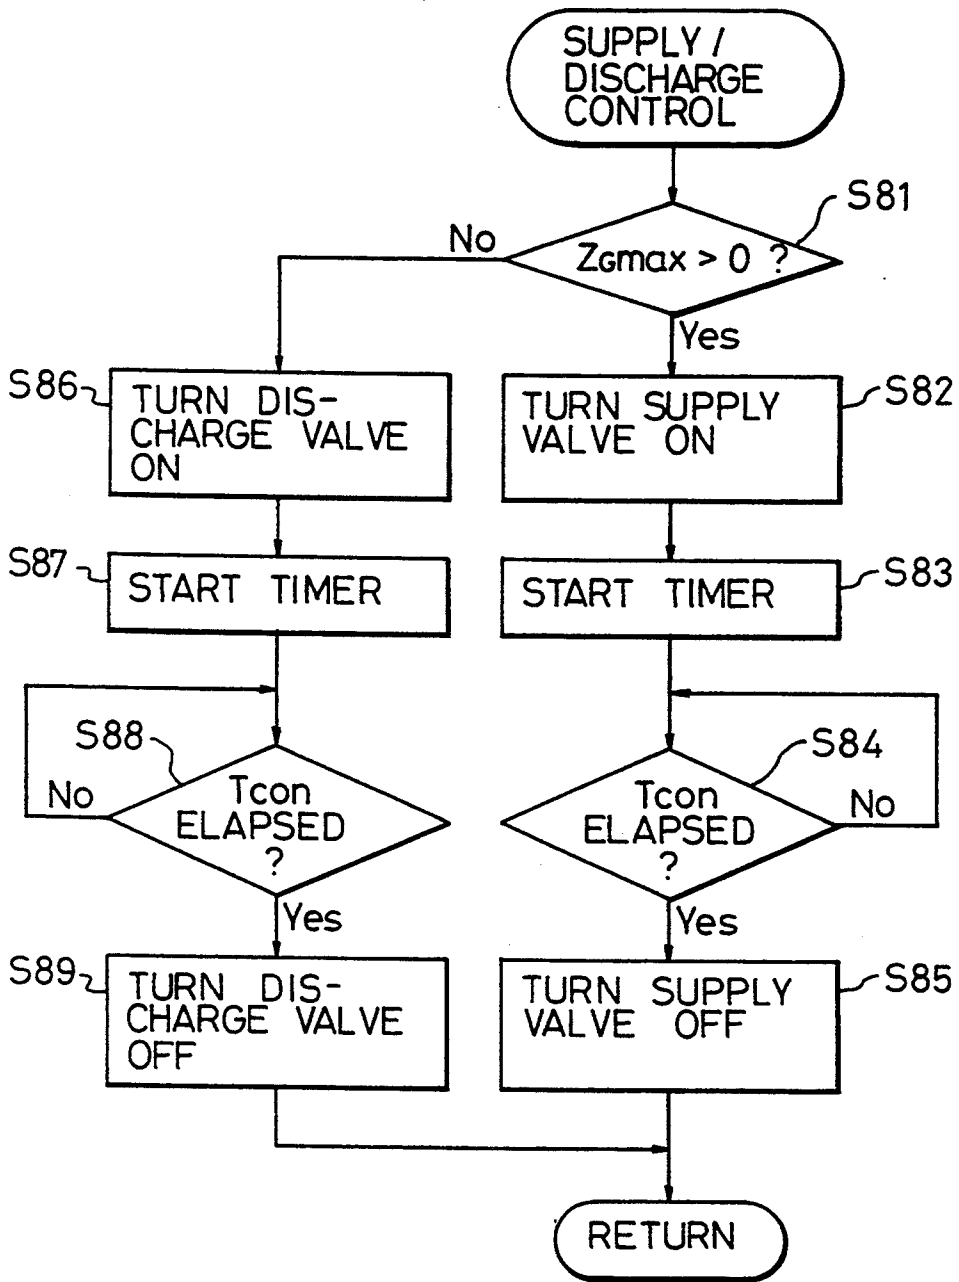 SUPPLY /
DISCHARGE
CONTROL
S81
No
ZGmax > 0 ?
Yes
S86
TURN DIS-
CHARGE VALVE
ON
S82
TURN SUPPLY
VALVE ON
S87
START TIMER
S83
START TIMER
S88
No
Tcon
ELAPSED
?
Yes
S84
Tcon
ELAPSED
?
No
Yes
S89
TURN DIS-
CHARGE VALVE
OFF
S85
TURN SUPPLY
VALVE OFF
RETURN